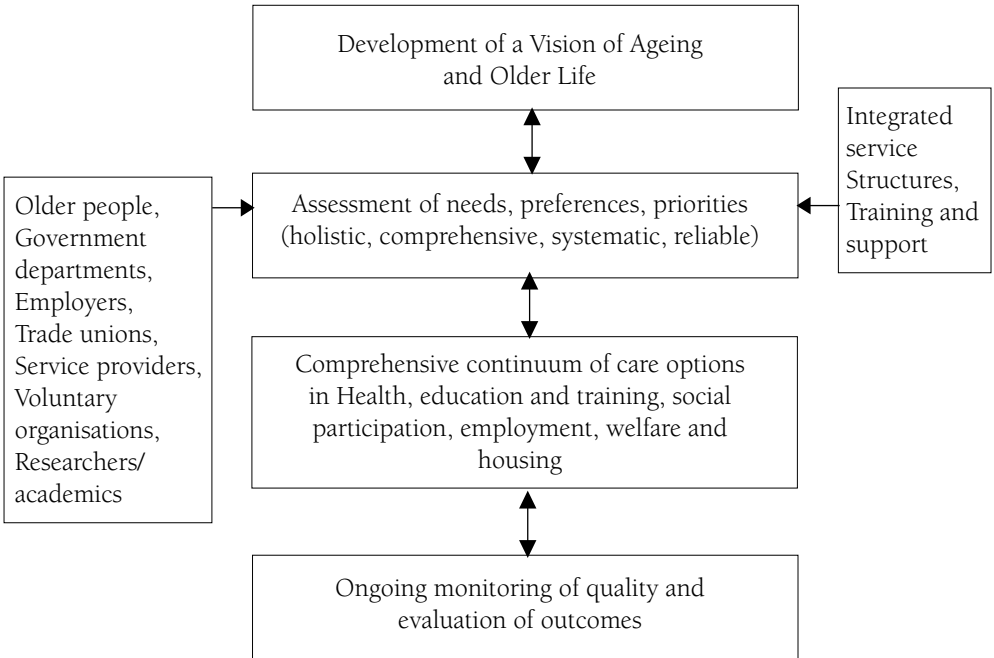 Development of a Vision of Ageing
and Older Life
Integrated
service
Structures,
Training and
support
Older people,
Government
departments,
Employers,
Trade unions,
Service providers,
Voluntary
organisations,
Researchers/
academics
Assessment of needs, preferences, priorities
(holistic, comprehensive, systematic, reliable)
Comprehensive continuum of care options
in Health, education and training, social
participation, employment, welfare and
housing
Ongoing monitoring of quality and
evaluation of outcomes